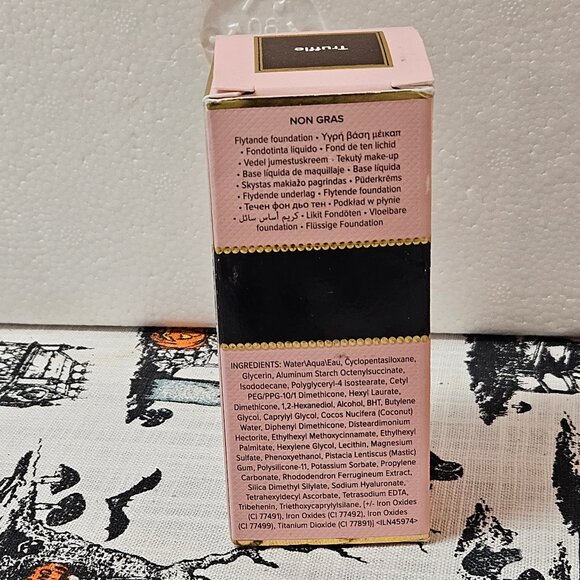 Truffle
NON GRAS
Flytande foundation • Υγρή βάση μέικαπ
• Fondotinta liquido • Fond de ten lichid
• Vedel jumestuskreem • Tekutý make-up
• Base líquida de maquillaje • Base líquida
• Skystas makiažo pagrindas • Pūderkrēms
• Flydende underlag • Flytende foundation
• Течен фон дьо тен • Podkład w płynie
• كريم أساس سائل • Likit Fondöten • Vloeibare
foundation • Flüssige Foundation
INGREDIENTS: Water\Aqua\Eau, Cyclopentasiloxane,
Glycerin, Aluminum Starch Octenylsuccinate,
Isododecane, Polyglyceryl-4 Isostearate, Cetyl
PEG/PPG-10/1 Dimethicone, Hexyl Laurate,
Dimethicone, 1,2-Hexanediol, Alcohol, BHT, Butylene
Glycol, Caprylyl Glycol, Cocos Nucifera (Coconut)
Water, Diphenyl Dimethicone, Disteardimonium
Hectorite, Ethylhexyl Methoxycinnamate, Ethylhexyl
Palmitate, Hexylene Glycol, Lecithin, Magnesium
Sulfate, Phenoxyethanol, Pistacia Lentiscus (Mastic)
Gum, Polysilicone-11, Potassium Sorbate, Propylene
Carbonate, Rhododendron Ferrugineum Extract,
Silica Dimethyl Silylate, Sodium Hyaluronate,
Tetrahexyldecyl Ascorbate, Tetrasodium EDTA,
Tribehenin, Triethoxycaprylylsilane, [+/- Iron Oxides
(CI 77491), Iron Oxides (CI 77492), Iron Oxides
(CI 77499), Titanium Dioxide (CI 77891)] <ILN45974>